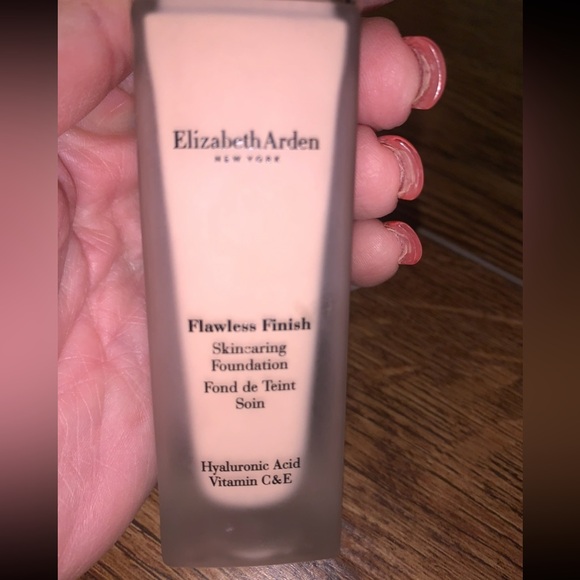 Elizabeth Arden
NEW YORK
Flawless Finish
Skincaring
Foundation
Fond de Teint
Soin
Hyaluronic Acid
Vitamin C&E